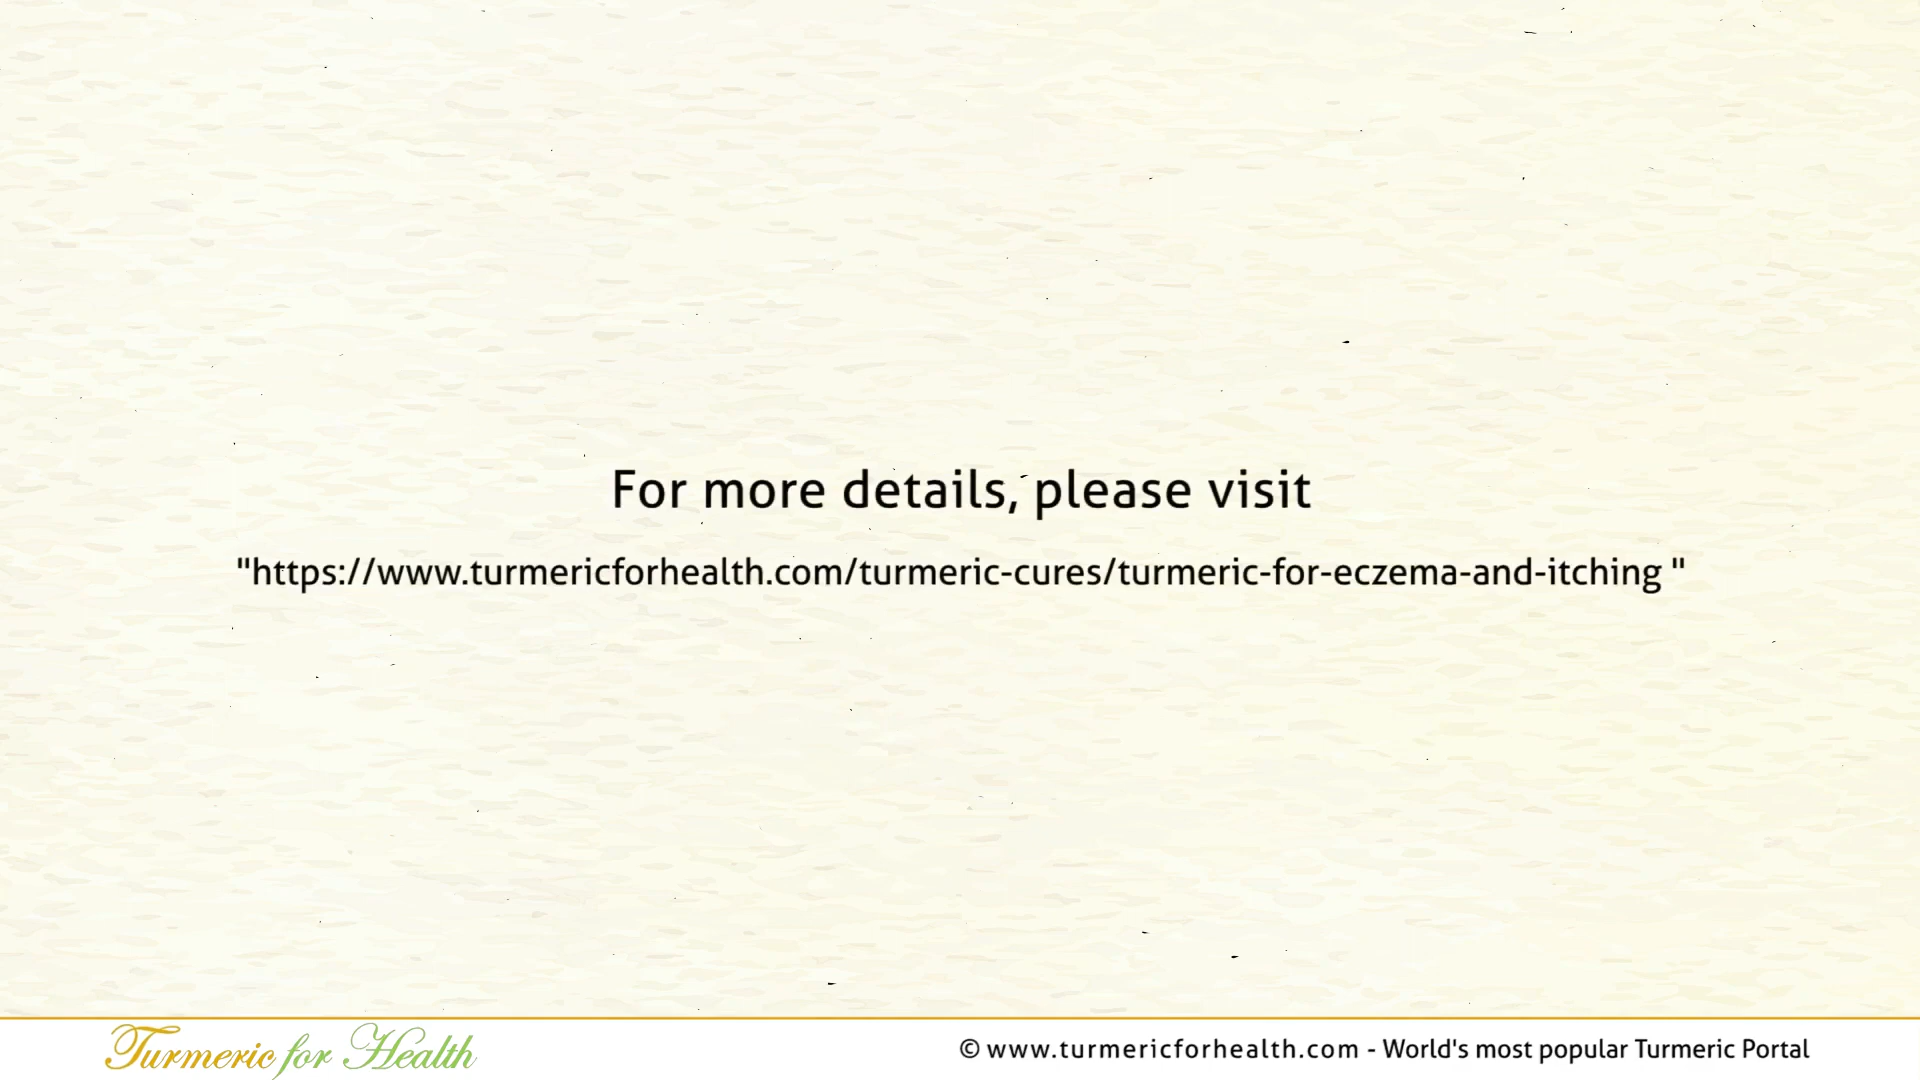 For more details, please visit
"https://www.turmericforhealth.com/turmeric-cures/turmeric-for-eczema-and-itching "
Turmeric for Health
© www.turmericforhealth.com - World's most popular Turmeric Portal